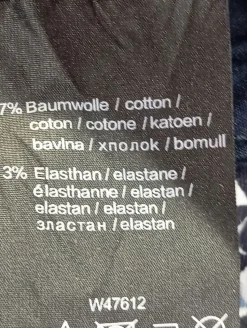 7% Baumwolle / cotton /
coton / cotone / katoen /
bavlna / хлопок / bomull
3% Elasthan / elastane /
élasthanne / elastan /
elastan / elastan /
эластан / elastan
W47612